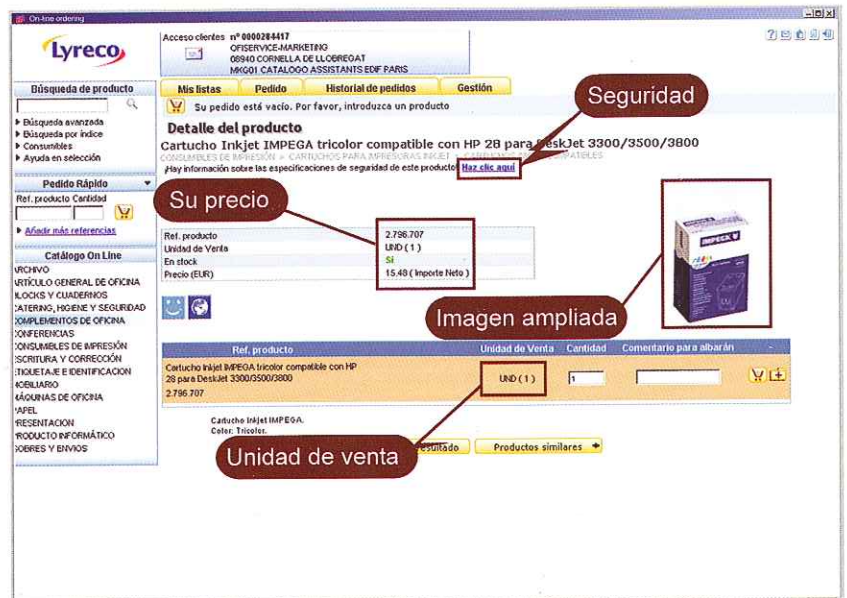 On-line ordering
Lyreco
Acceso clientes nº 0000284417
OFISERVICE-MARKETING
08940 CORNELLA DE LLOBREGAT
MKG01 CATALOGO ASSISTANTS EDIF PARIS
Búsqueda de producto
Búsqueda avanzada
Búsqueda por índice
Consumibles
Ayuda en selección
Pedido Rápido
Ref. producto Cantidad
Añadir más referencias
Catálogo On Line
ARCHIVO
ARTÍCULO GENERAL DE OFICINA
BLOCKS Y CUADERNOS
CATERING, HIGIENE Y SEGURIDAD
COMPLEMENTOS DE OFICINA
CONFERENCIAS
CONSUMIBLES DE IMPRESIÓN
ESCRITURA Y CORRECCIÓN
ETIQUETAJE E IDENTIFICACION
MOBILIARIO
MÁQUINAS DE OFICINA
PAPEL
PRESENTACION
PRODUCTO INFORMÁTICO
SOBRES Y ENVIOS
Mis listas Pedido Historial de pedidos Gestión
Su pedido está vacío. Por favor, introduzca un producto
Seguridad
Detalle del producto
Cartucho Inkjet IMPEGA tricolor compatible con HP 28 para DeskJet 3300/3500/3800
CONSUMIBLES DE IMPRESIÓN > CARTUCHOS PARA IMPRESORAS INKJET > CARTUCHOS COMPATIBLES
¡Hay información sobre las especificaciones de seguridad de este producto! Haz clic aquí
Su precio
Ref. producto 2.796.707
Unidad de Venta UND ( 1 )
En stock Sí
Precio (EUR) 15.48 ( Importe Neto )
IMPEGA
Imagen ampliada
Ref. producto Unidad de Venta Cantidad Comentario para albarán -
Cartucho Inkjet IMPEGA tricolor compatible con HP
28 para DeskJet 3300/3500/3800
2.796.707
UND ( 1 ) 1
Cartucho Inkjet IMPEGA.
Color: Tricolor.
Unidad de venta
resultado Productos similares